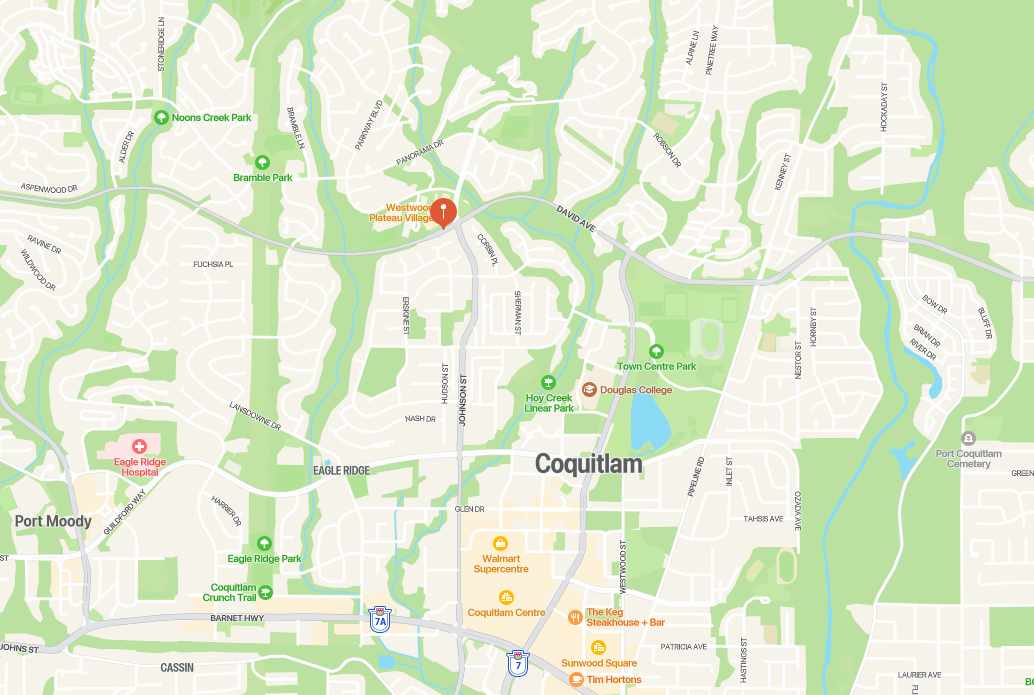 STONERIDGE LN
ALPINE LN
PINETREE WAY
HOCKADAY ST
Noons Creek Park
PARKWAY BLVD
BRAMBLE LN
ALDER DR
PANORAMA DR
ROBSON DR
Bramble Park
KENNEY ST
ASPENWOOD DR
Westwood
Plateau Village
DAVID AVE
RAVINE DR
WILDWOOD DR
FUCHSIA PL
CORBIN PL
ERSKINE ST
SHERMAN ST
HORNBY ST
BOW DR
BLUFF DR
BRIAN DR
RIVER DR
NESTOR ST
Town Centre Park
HUDSON ST
JOHNSON ST
Hoy Creek
Linear Park
Douglas College
NASH DR
LANSDOWNE DR
Eagle Ridge
Hospital
EAGLE RIDGE
Coquitlam
Port Coquitlam
Cemetery
PIPELINE RD
INLET ST
GREEN
GUILDFORD WAY
HARRIER DR
Port Moody
GLEN DR
TAHSIS AVE
OZADA AVE
ST
Eagle Ridge Park
Walmart
Supercentre
WESTWOOD ST
Coquitlam
Crunch Trail
Coquitlam Centre
BARNET HWY
7A
The Keg
Steakhouse + Bar
JOHNS ST
CASSIN
7
Sunwood Square
PATRICIA AVE
HASTINGS ST
Tim Hortons
LAURIER AVE
FL